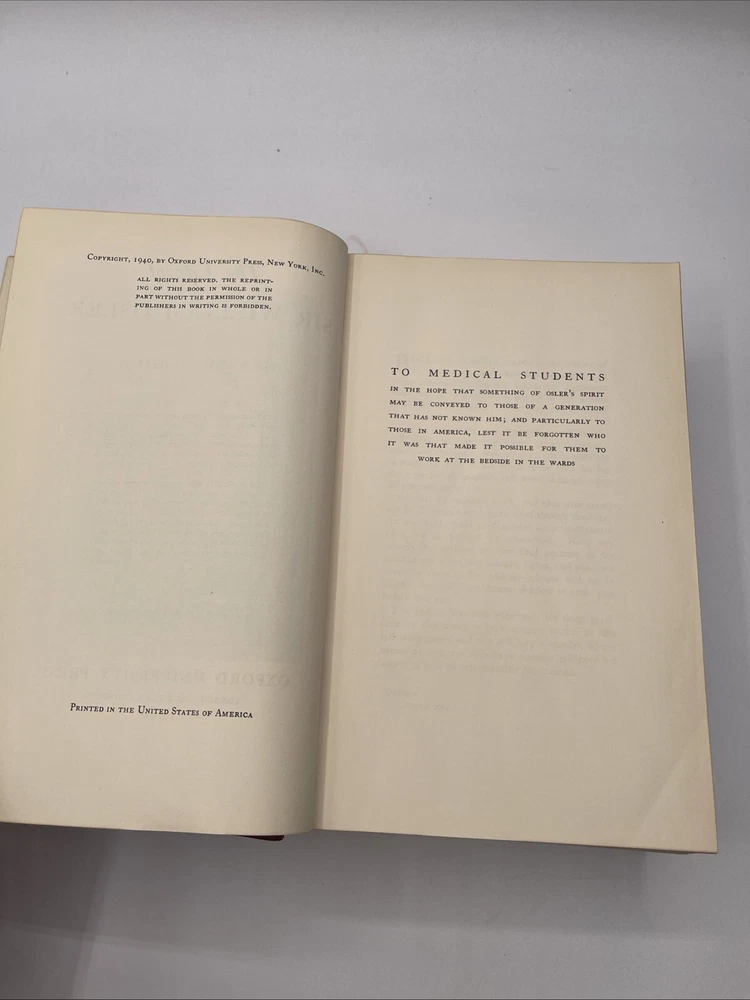 Copyright, 1940, by Oxford University Press, New York, Inc.
ALL RIGHTS RESERVED. THE REPRINT-
ING OF THIS BOOK IN WHOLE OR IN
PART WITHOUT THE PERMISSION OF THE
PUBLISHERS IN WRITING IS FORBIDDEN.
Printed in the United States of America
TO MEDICAL STUDENTS
IN THE HOPE THAT SOMETHING OF OSLER'S SPIRIT
MAY BE CONVEYED TO THOSE OF A GENERATION
THAT HAS NOT KNOWN HIM; AND PARTICULARLY TO
THOSE IN AMERICA, LEST IT BE FORGOTTEN WHO
IT WAS THAT MADE IT POSSIBLE FOR THEM TO
WORK AT THE BEDSIDE IN THE WARDS